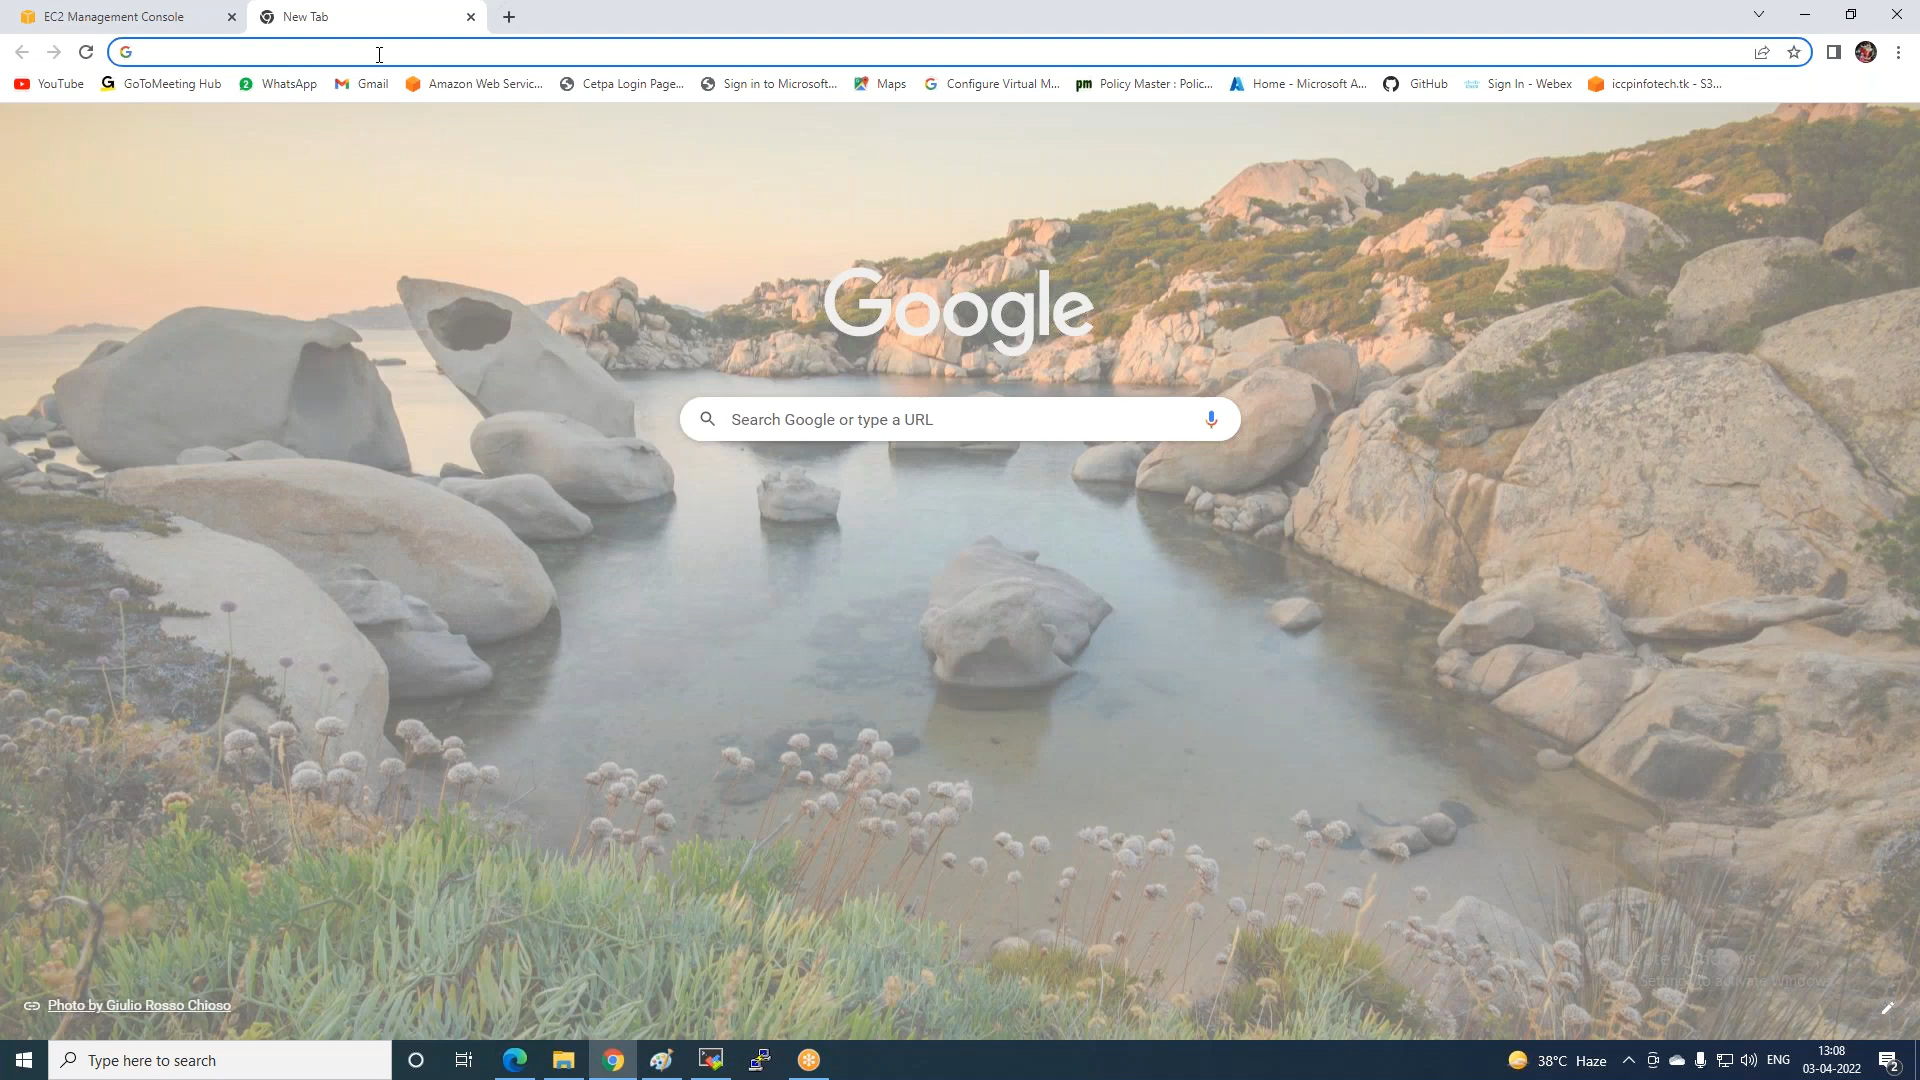 EC2 Management Console
New Tab
YouTube
GoToMeeting Hub
WhatsApp
Gmail
Amazon Web Servic...
Cetpa Login Page...
Sign in to Microsoft...
Maps
Configure Virtual M...
pm Policy Master : Polic...
Home - Microsoft A...
GitHub
Sign In - Webex
iccpinfotech.tk - S3...
Google
Search Google or type a URL
Photo by Giulio Rosso Chioso
Type here to search
38°C Haze
ENG
13:08
03-04-2022
2